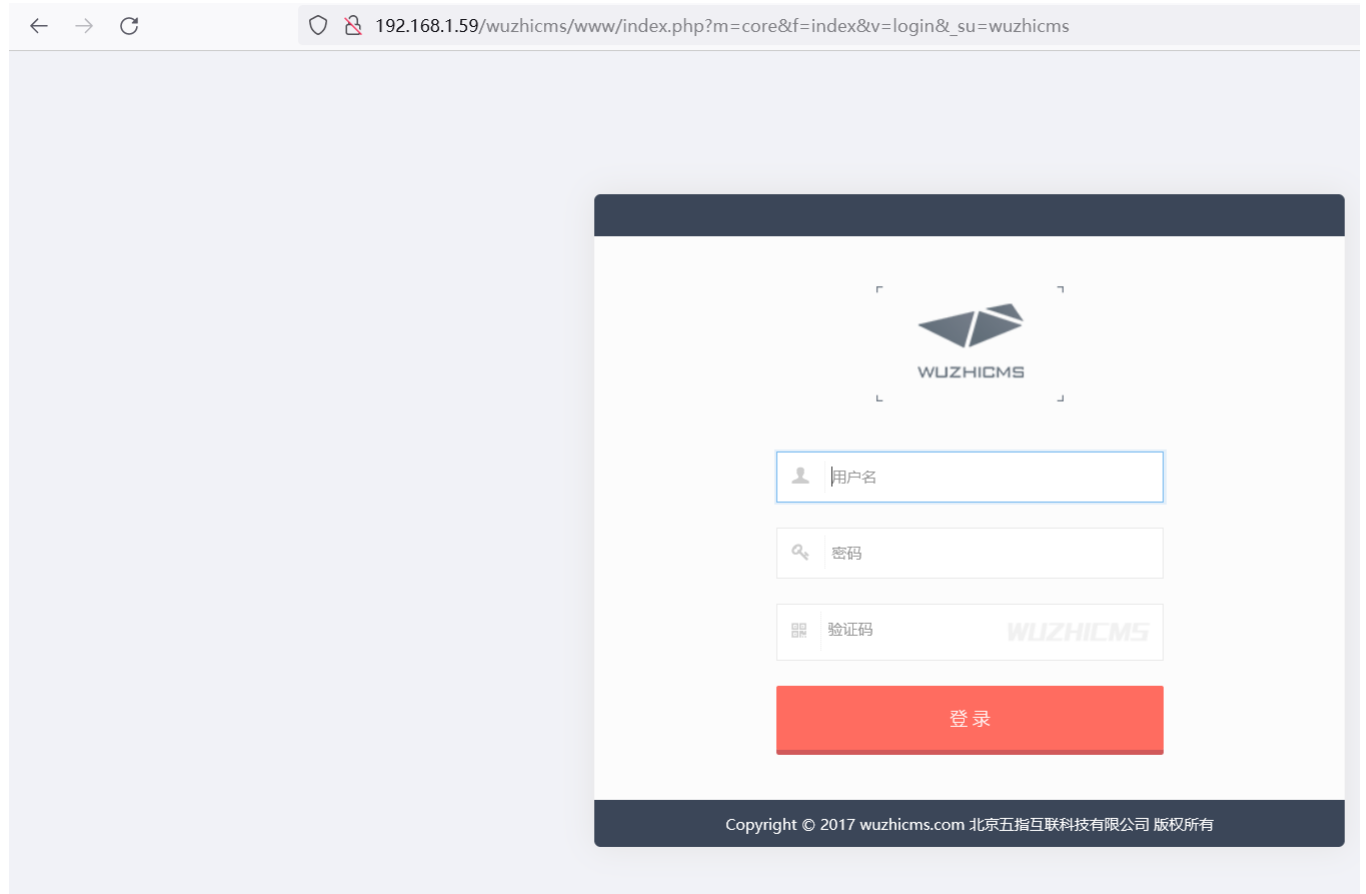 192.168.1.59/wuzhicms/www/index.php?m=core&f=index&v=login&_su=wuzhicms
WUZHICMS
用户名
密码
验证码 WUZHICMS
登 录
Copyright © 2017 wuzhicms.com 北京五指互联科技有限公司 版权所有